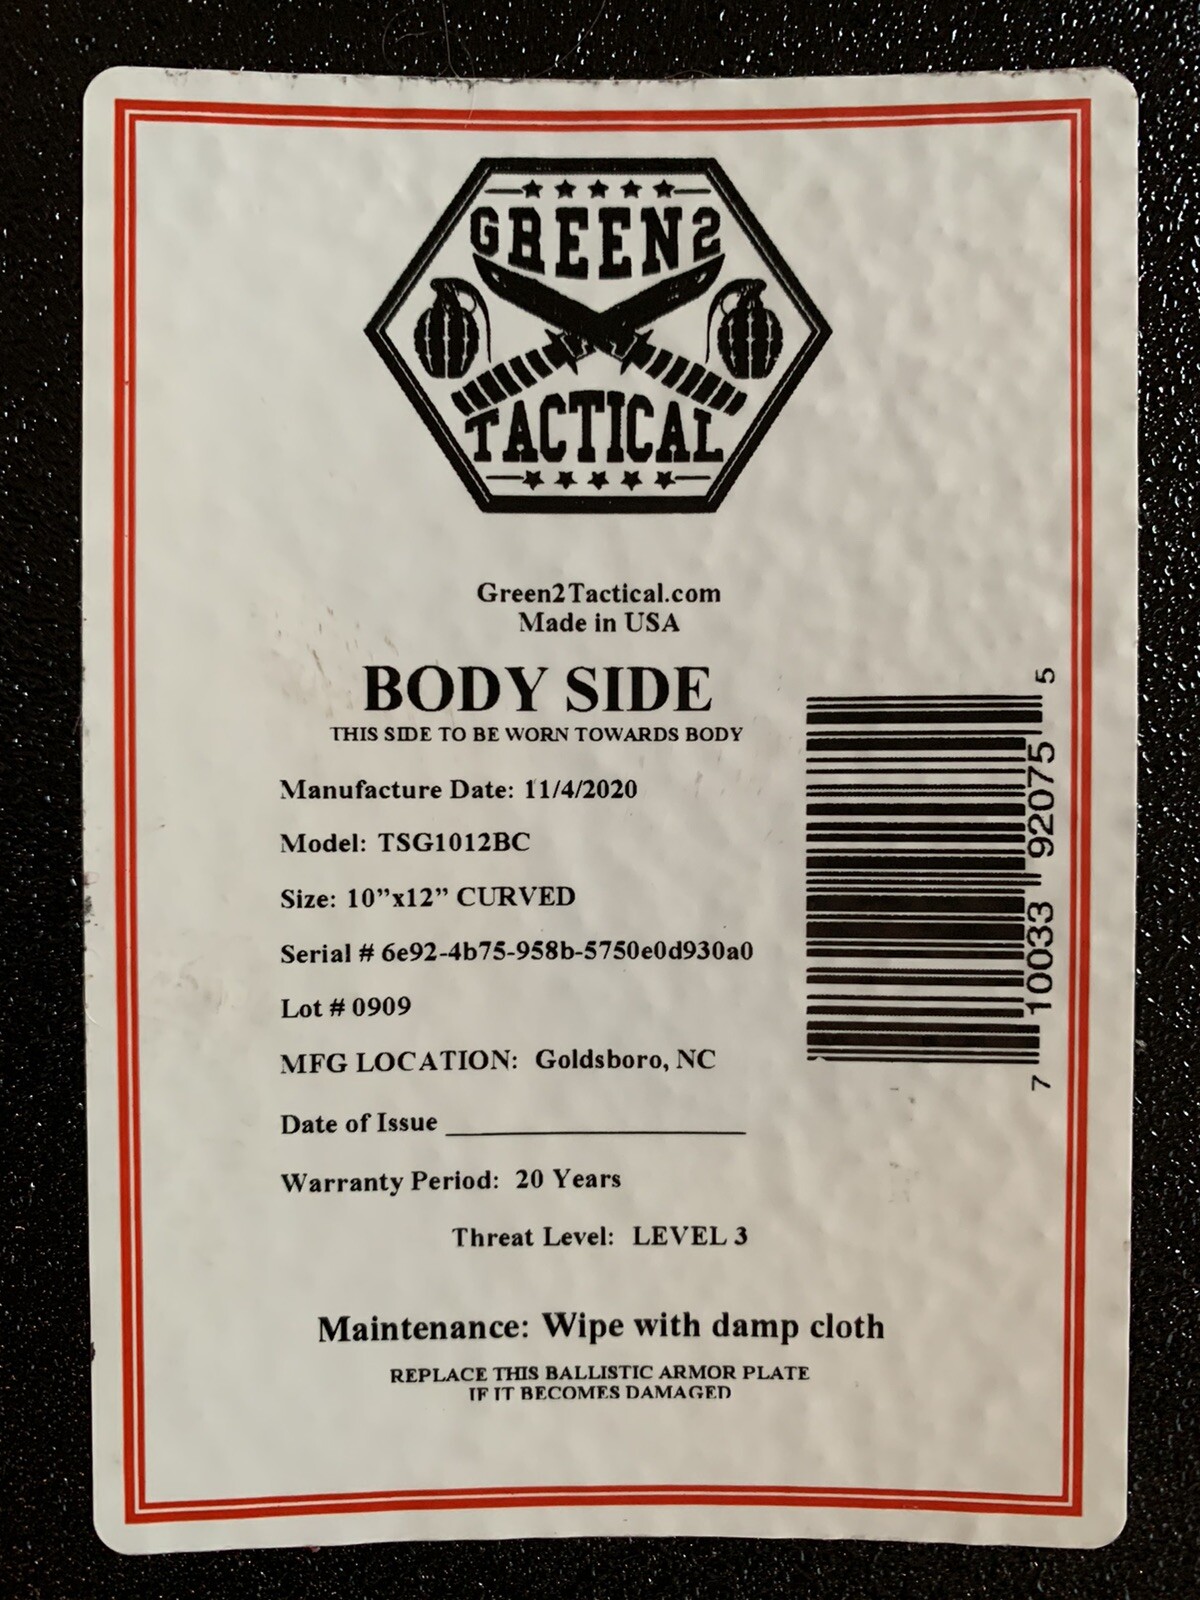 GREEN2
TACTICAL
Green2Tactical.com
Made in USA
BODY SIDE
THIS SIDE TO BE WORN TOWARDS BODY
Manufacture Date: 11/4/2020
Model: TSG1012BC
Size: 10”x12” CURVED
Serial # 6e92-4b75-958b-5750e0d930a0
Lot # 0909
MFG LOCATION: Goldsboro, NC
Date of Issue
Warranty Period: 20 Years
Threat Level: LEVEL 3
7 10033 92075 5
Maintenance: Wipe with damp cloth
REPLACE THIS BALLISTIC ARMOR PLATE
IF IT BECOMES DAMAGED